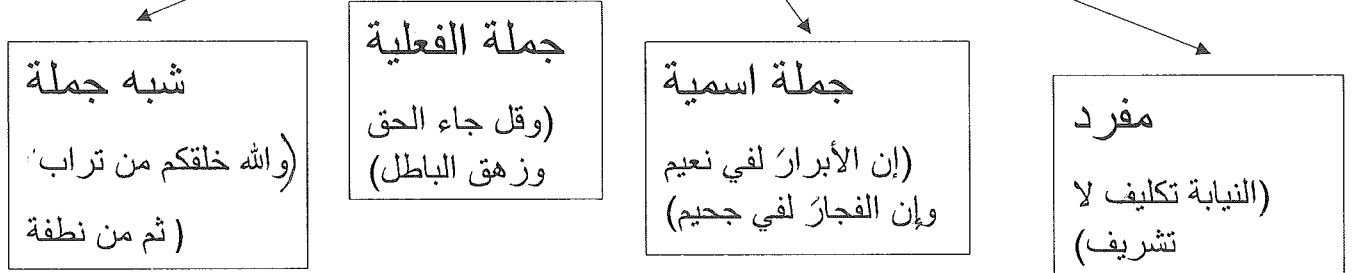 مفرد
(النيابة تكليف لا
تشريف)
جملة اسمية
(إن الأبرارَ لفي نعيم
وإن الفجارَ لفي جحيم)
جملة الفعلية
(وقل جاء الحق
وزهق الباطل)
شبه جملة
(والله خلقكم من تراب
ثم من نطفة)